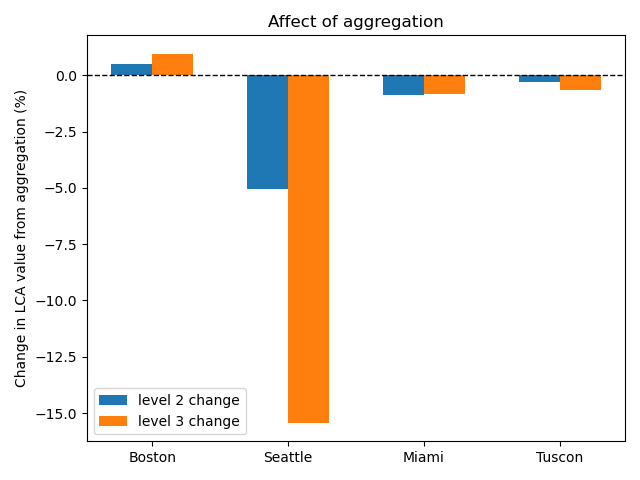 Affect of aggregation
Change in LCA value from aggregation (%)
0.0
−2.5
−5.0
−7.5
−10.0
−12.5
−15.0
level 2 change
level 3 change
Boston
Seattle
Miami
Tuscon